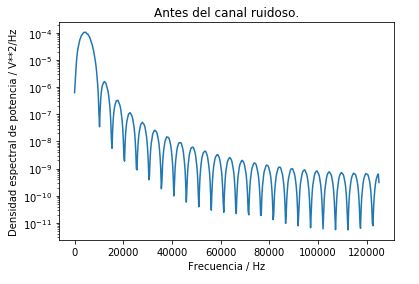 Antes del canal ruidoso.
Densidad espectral de potencia / V**2/Hz
10⁻⁴
10⁻⁵
10⁻⁶
10⁻⁷
10⁻⁸
10⁻⁹
10⁻¹⁰
10⁻¹¹
0 20000 40000 60000 80000 100000 120000
Frecuencia / Hz